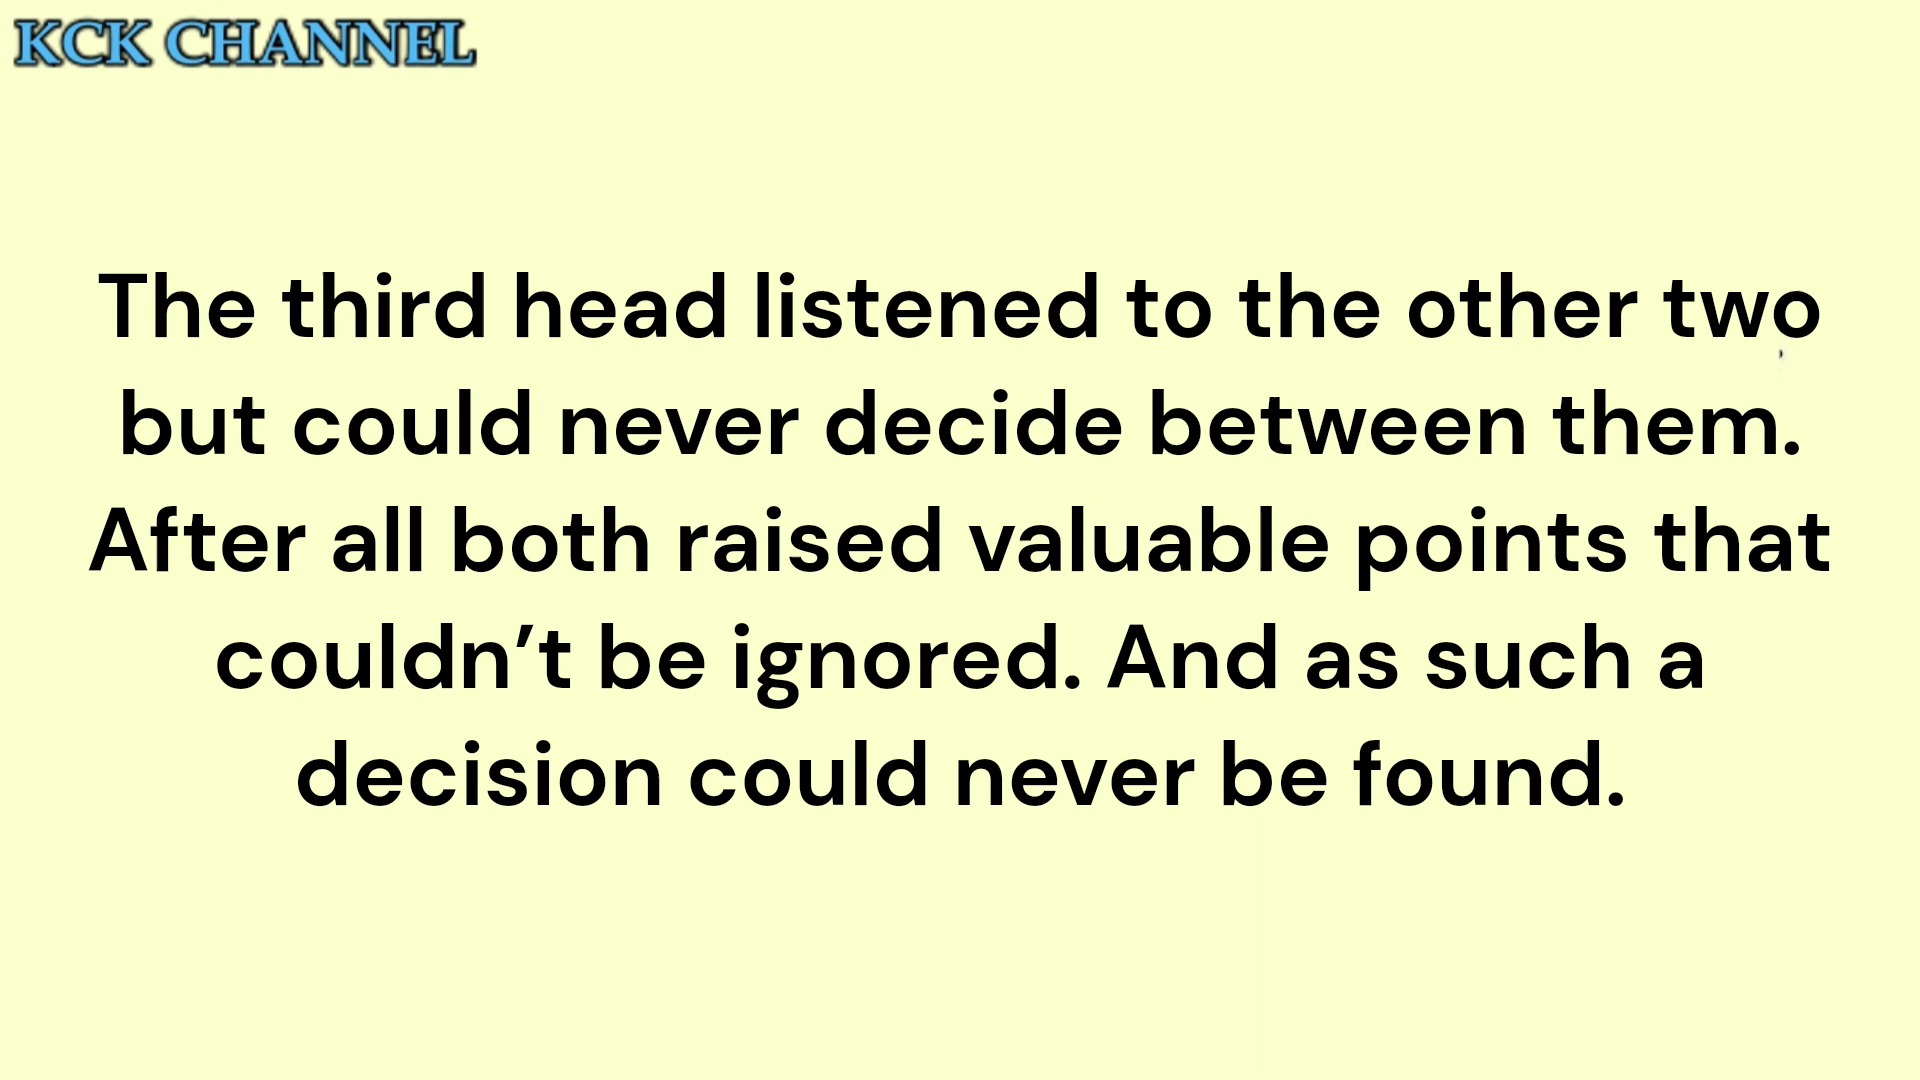 KCK CHANNEL
The third head listened to the other two
but could never decide between them.
After all both raised valuable points that
couldn’t be ignored. And as such a
decision could never be found.